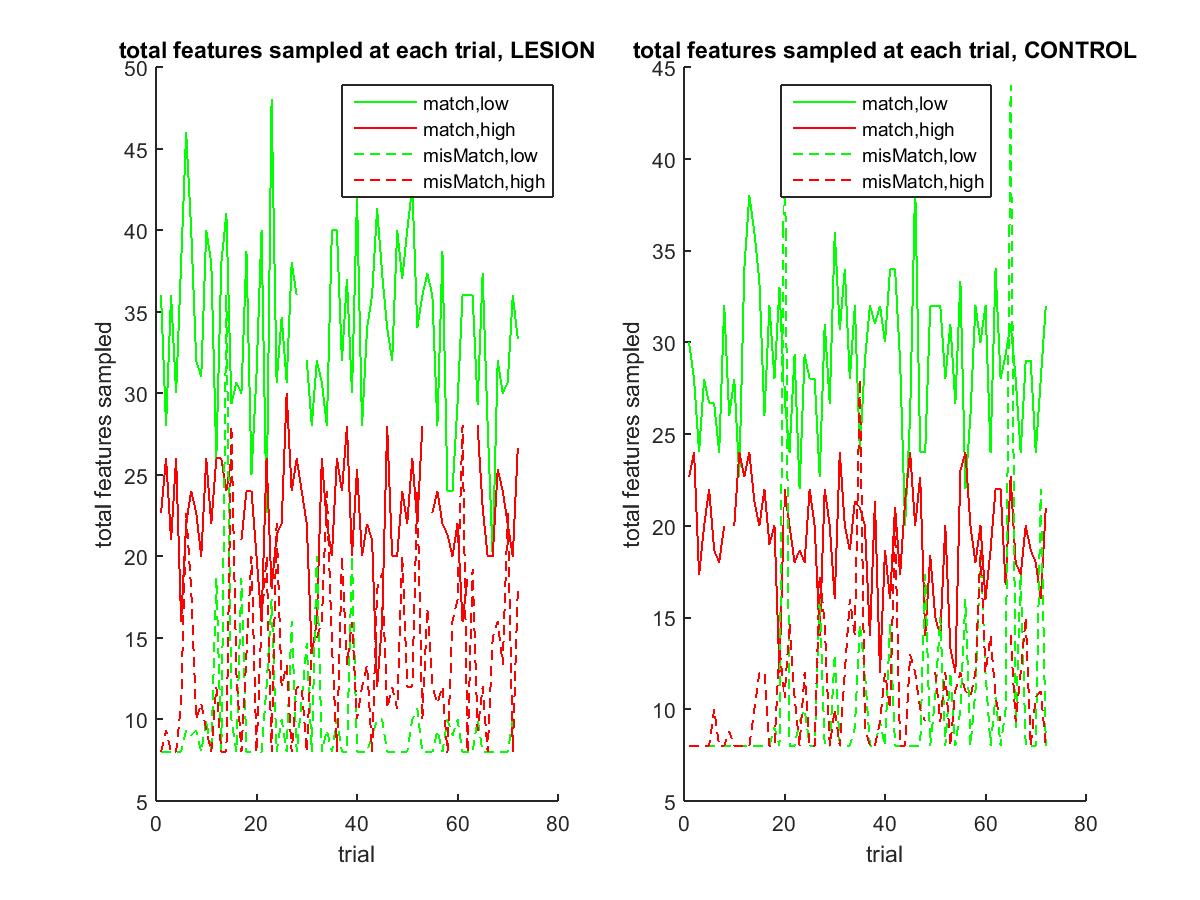 total features sampled at each trial, LESION
50
45
40
35
30
25
20
15
10
5
0
20
40
60
80
total features sampled
trial
match,low
match,high
misMatch,low
misMatch,high
total features sampled at each trial, CONTROL
45
40
35
30
25
20
15
10
5
0
20
40
60
80
total features sampled
trial
match,low
match,high
misMatch,low
misMatch,high